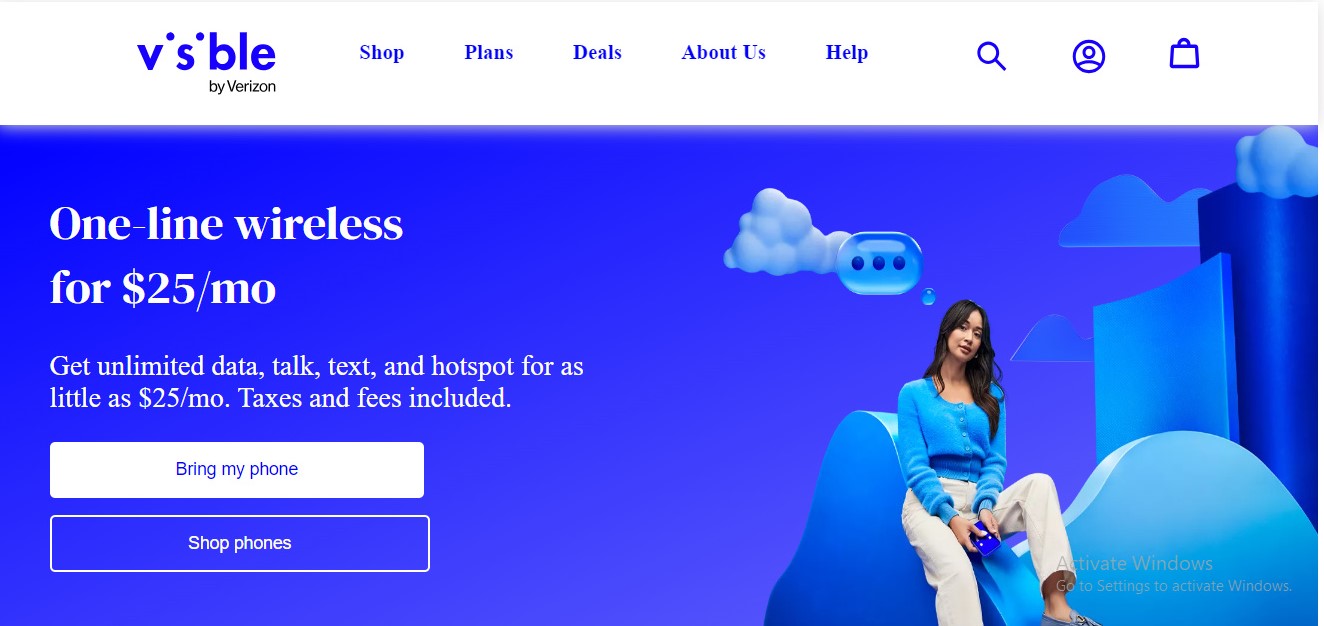 visible
by Verizon
Shop Plans Deals About Us Help
One-line wireless
for $25/mo
Get unlimited data, talk, text, and hotspot for as
little as $25/mo. Taxes and fees included.
Bring my phone
Shop phones
Activate Windows
Go to Settings to activate Windows.